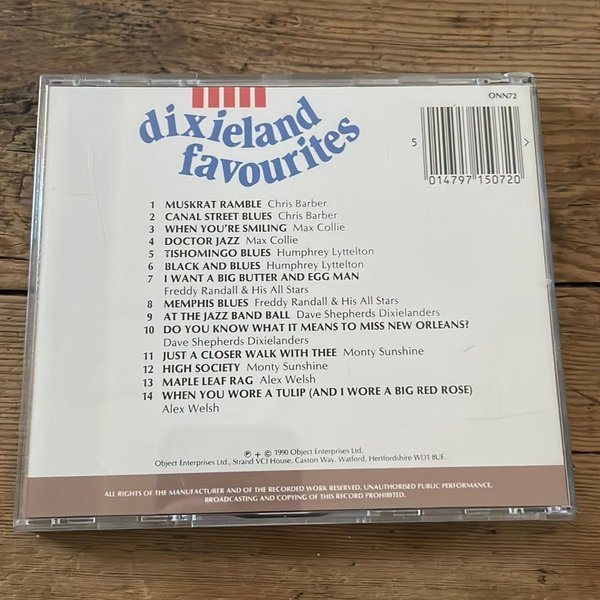 ONN72
dixieland
favourites
5 014797 150720 >
1 MUSKRAT RAMBLE Chris Barber
2 CANAL STREET BLUES Chris Barber
3 WHEN YOU'RE SMILING Max Collie
4 DOCTOR JAZZ Max Collie
5 TISHOMINGO BLUES Humphrey Lyttelton
6 BLACK AND BLUES Humphrey Lyttelton
7 I WANT A BIG BUTTER AND EGG MAN
Freddy Randall & His All Stars
8 MEMPHIS BLUES Freddy Randall & His All Stars
9 AT THE JAZZ BAND BALL Dave Shepherds Dixielanders
10 DO YOU KNOW WHAT IT MEANS TO MISS NEW ORLEANS?
Dave Shepherds Dixielanders
11 JUST A CLOSER WALK WITH THEE Monty Sunshine
12 HIGH SOCIETY Monty Sunshine
13 MAPLE LEAF RAG Alex Welsh
14 WHEN YOU WORE A TULIP (AND I WORE A BIG RED ROSE)
Alex Welsh
℗ + © 1990 Object Enterprises Ltd.
Object Enterprises Ltd., Strand VCI House, Caxton Way, Watford, Hertfordshire WD1 8UF.
ALL RIGHTS OF THE MANUFACTURER AND OF THE RECORDED WORK RESERVED. UNAUTHORISED PUBLIC PERFORMANCE,
BROADCASTING AND COPYING OF THIS RECORD PROHIBITED.